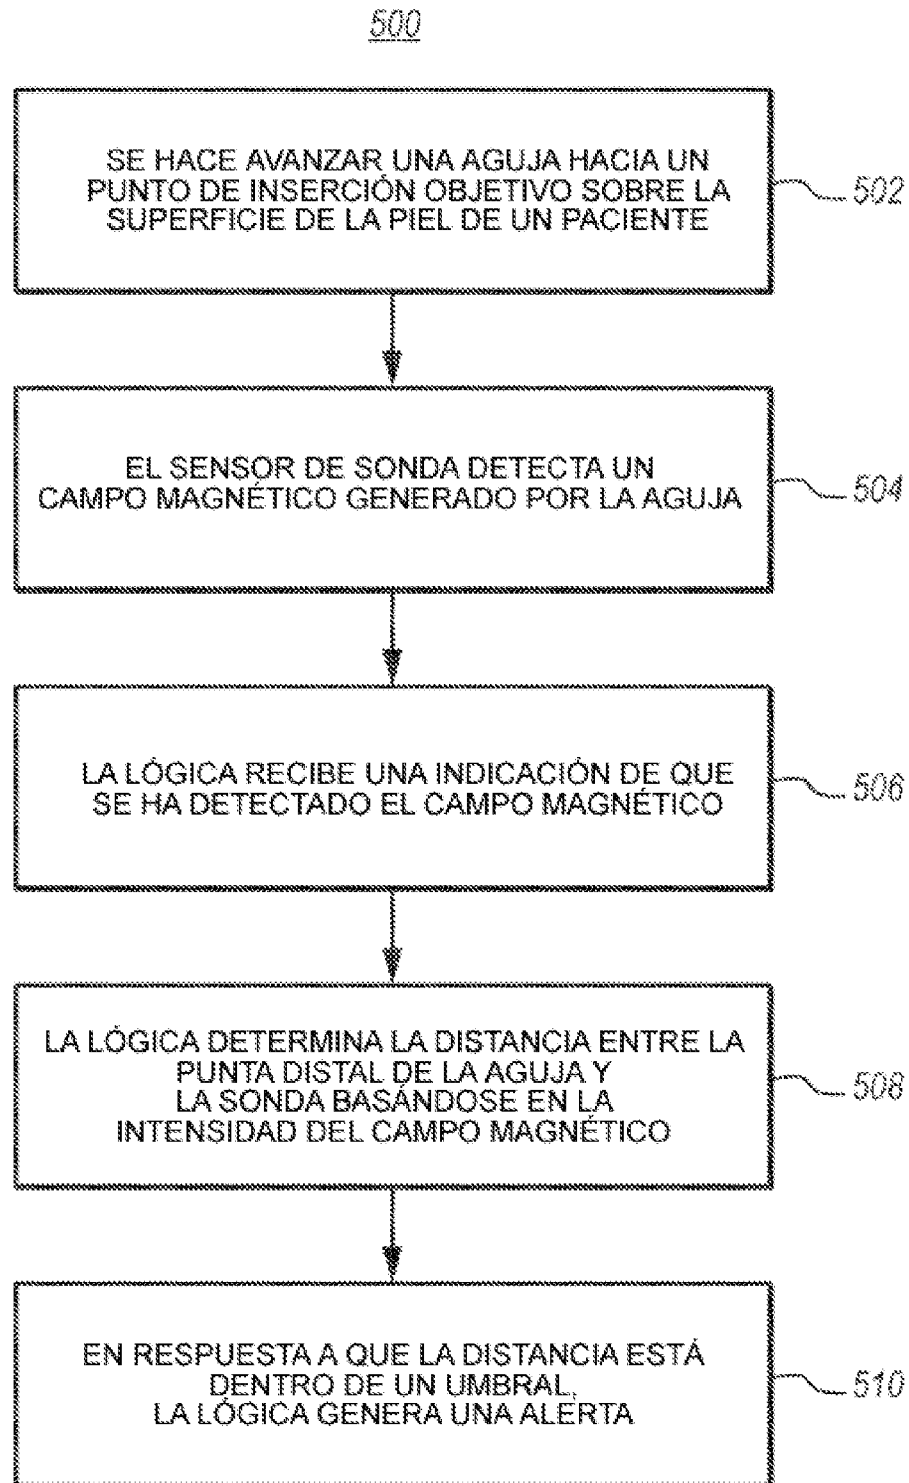 500
SE HACE AVANZAR UNA AGUJA HACIA UN
PUNTO DE INSERCIÓN OBJETIVO SOBRE LA
SUPERFICIE DE LA PIEL DE UN PACIENTE
502
EL SENSOR DE SONDA DETECTA UN
CAMPO MAGNÉTICO GENERADO POR LA AGUJA
504
LA LÓGICA RECIBE UNA INDICACIÓN DE QUE
SE HA DETECTADO EL CAMPO MAGNÉTICO
506
LA LÓGICA DETERMINA LA DISTANCIA ENTRE LA
PUNTA DISTAL DE LA AGUJA Y
LA SONDA BASÁNDOSE EN LA
INTENSIDAD DEL CAMPO MAGNÉTICO
508
EN RESPUESTA A QUE LA DISTANCIA ESTÁ
DENTRO DE UN UMBRAL,
LA LÓGICA GENERA UNA ALERTA
510